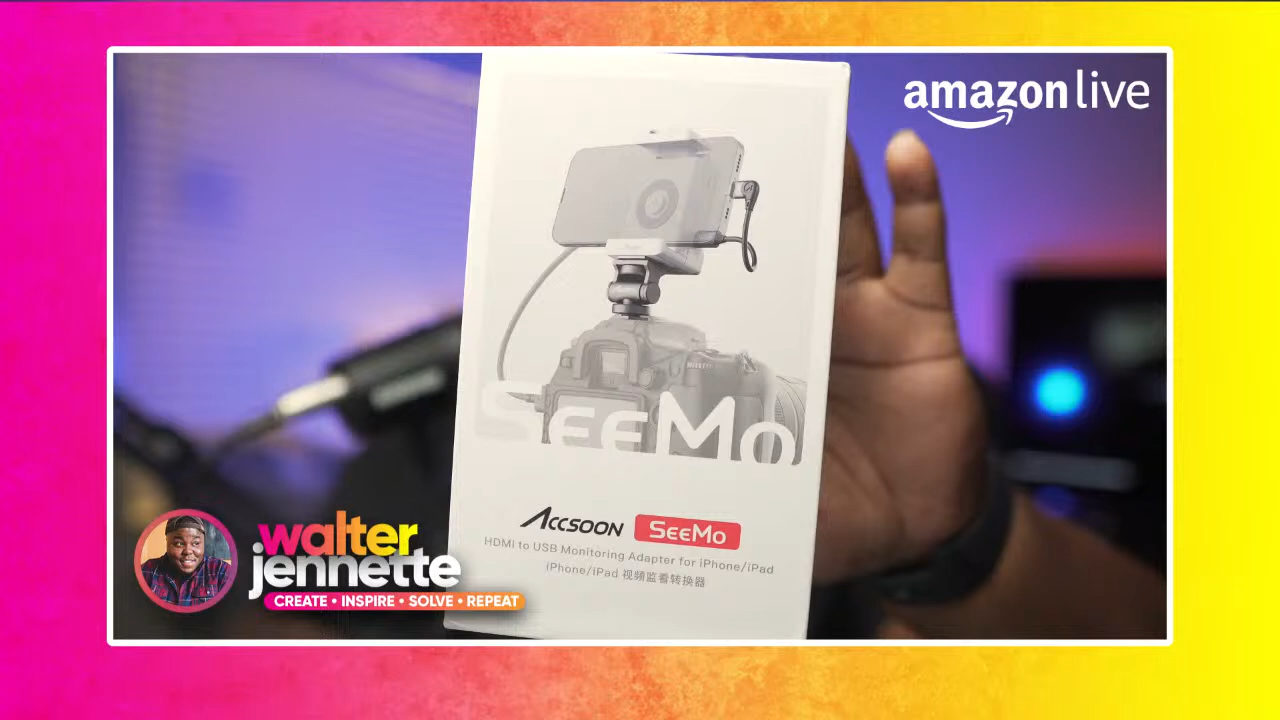 amazon live
SeeMo
ACCSOON SeeMo
HDMI to USB Monitoring Adapter for iPhone/iPad
iPhone/iPad 视频监看转换器
walter
jennette
CREATE • INSPIRE • SOLVE • REPEAT